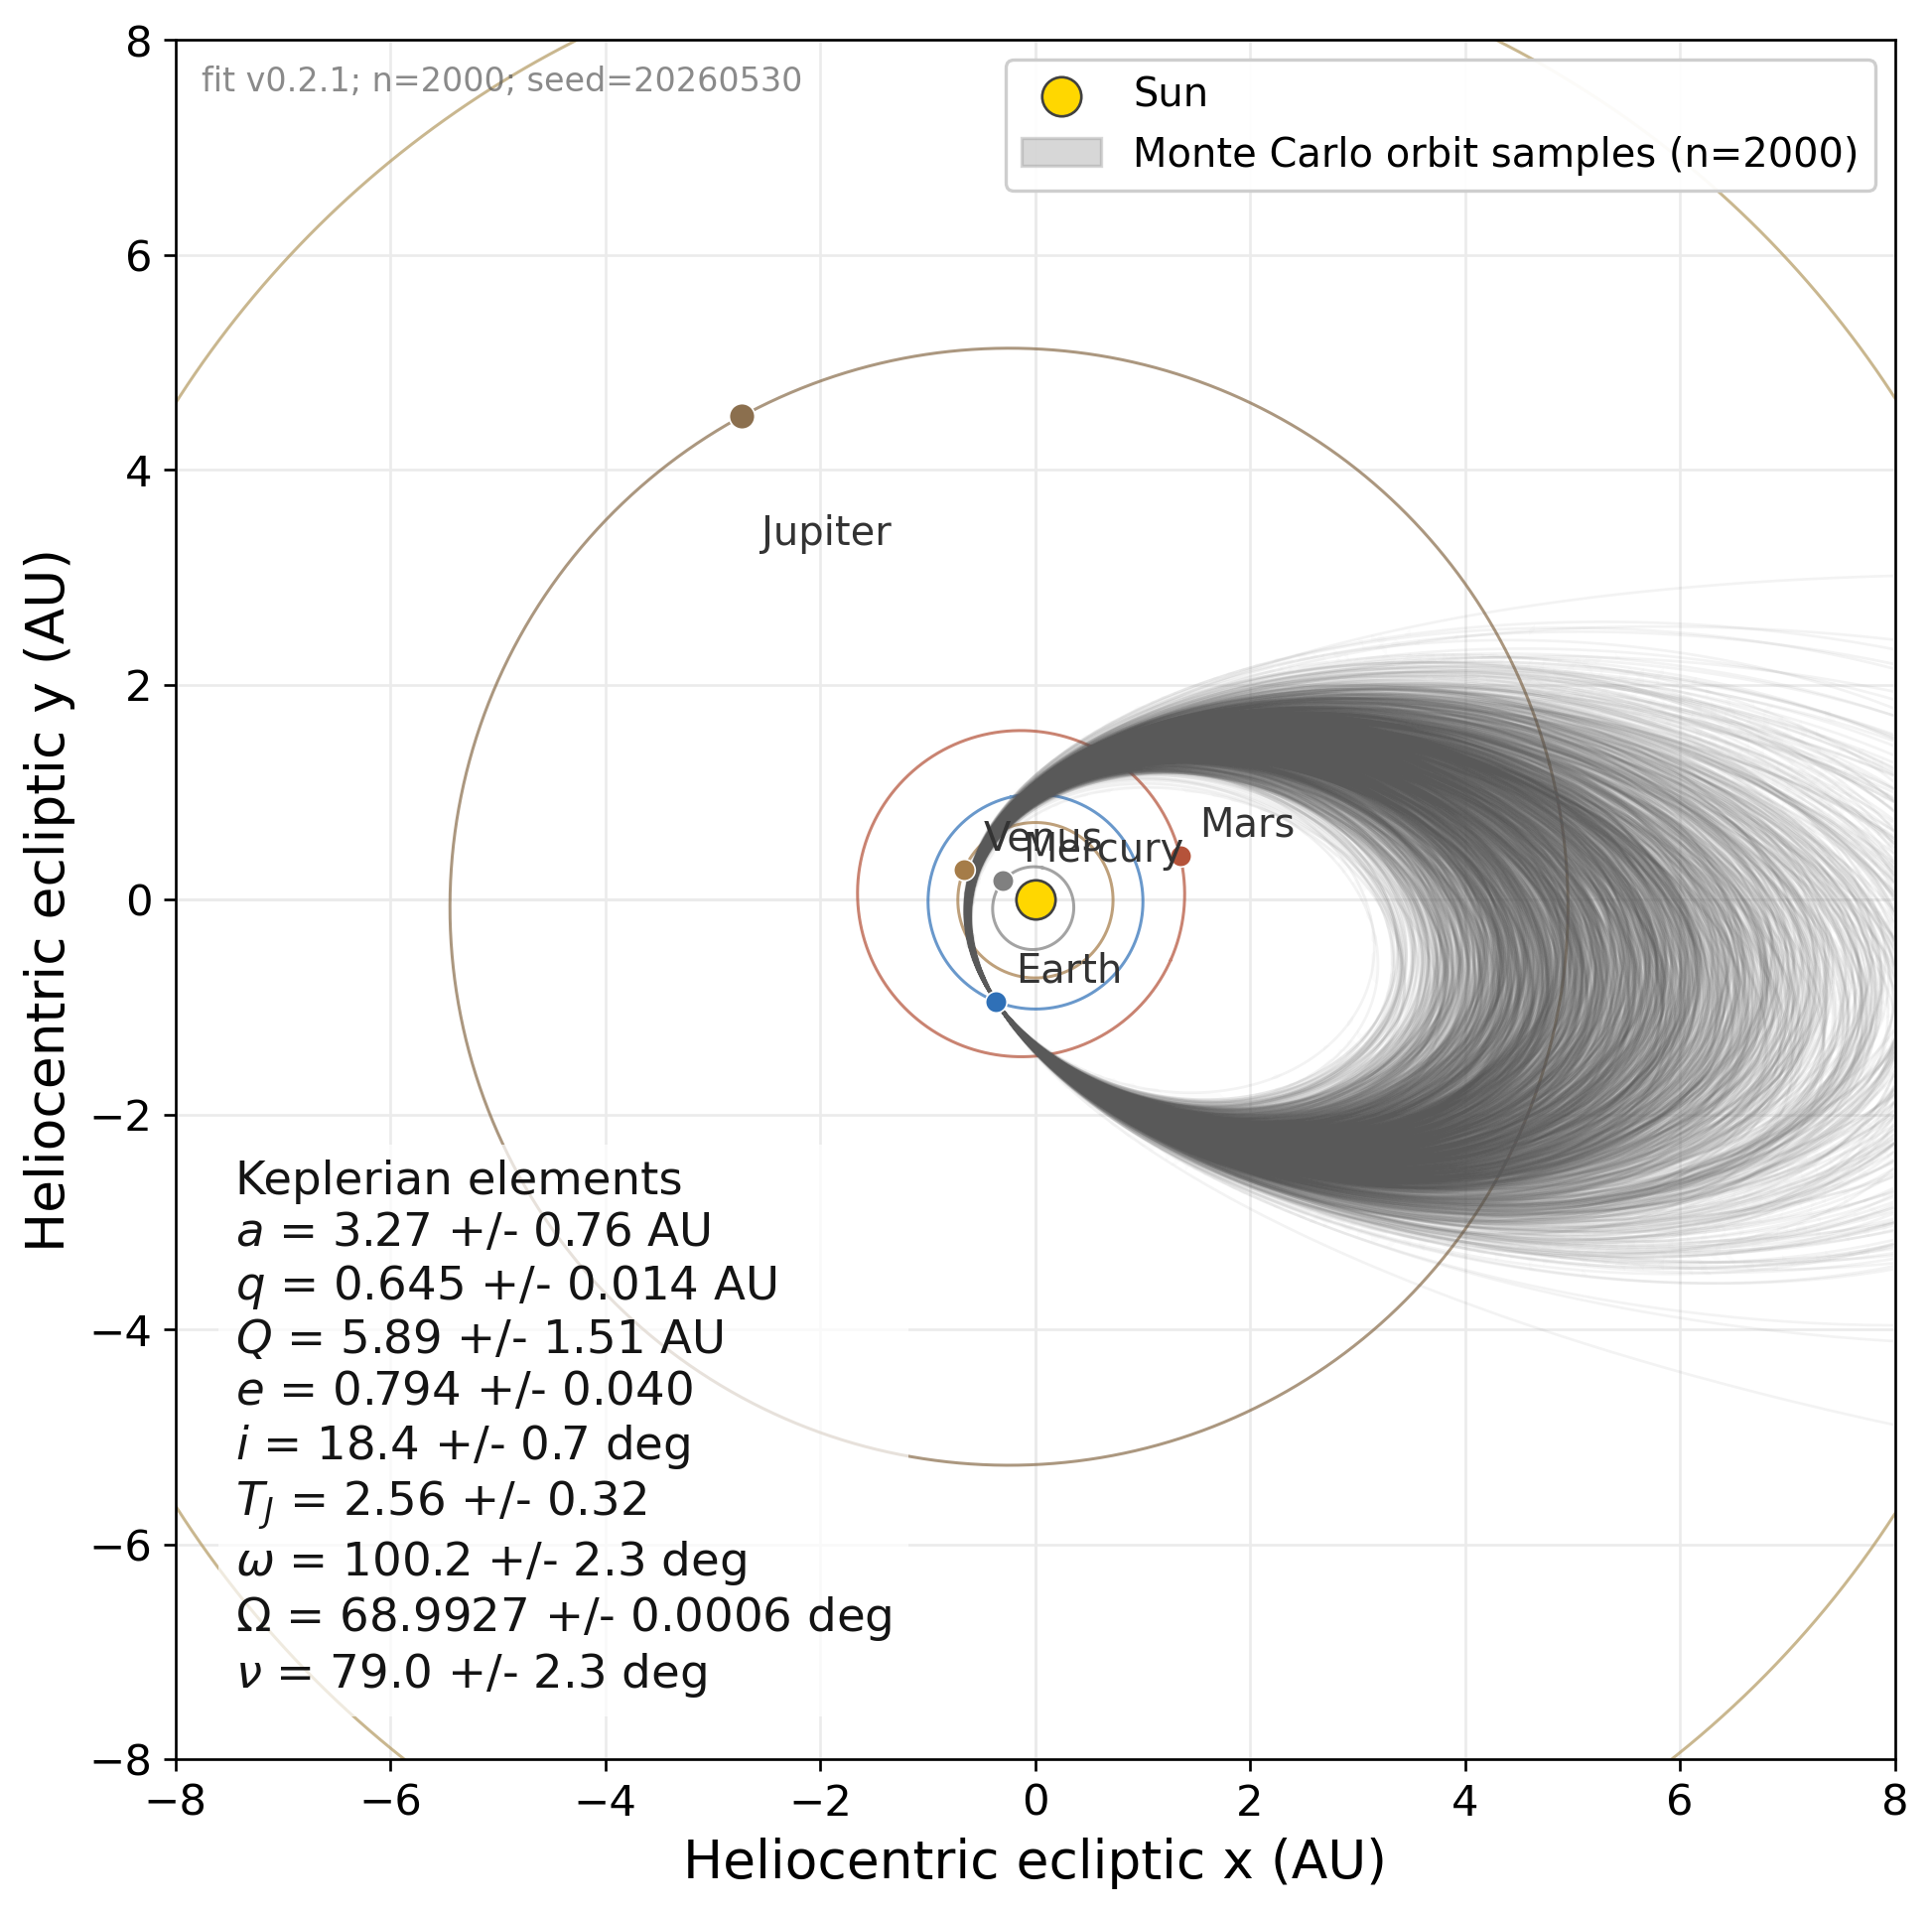 fit v0.2.1; n=2000; seed=20260530
Sun
Monte Carlo orbit samples (n=2000)
Jupiter
Mars
Venus
Mercury
Earth
Keplerian elements
a = 3.27 +/- 0.76 AU
q = 0.645 +/- 0.014 AU
Q = 5.89 +/- 1.51 AU
e = 0.794 +/- 0.040
i = 18.4 +/- 0.7 deg
T_J = 2.56 +/- 0.32
ω = 100.2 +/- 2.3 deg
Ω = 68.9927 +/- 0.0006 deg
ν = 79.0 +/- 2.3 deg
8
6
4
2
0
−2
−4
−6
−8
−8 −6 −4 −2 0 2 4 6 8
Heliocentric ecliptic x (AU)
Heliocentric ecliptic y (AU)